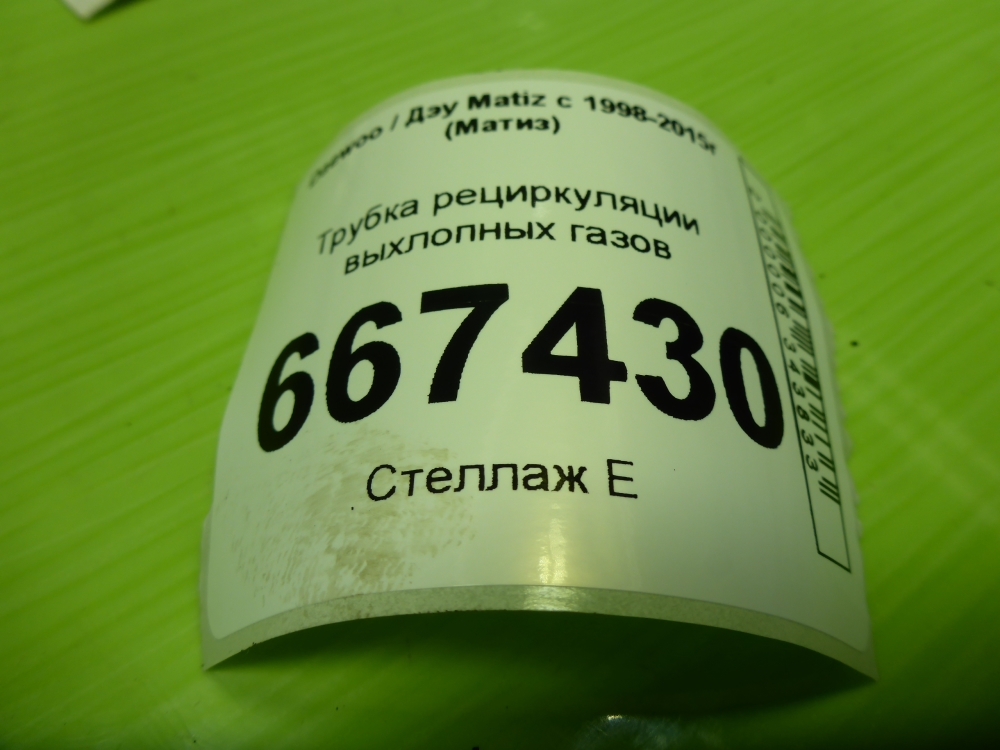 Daewoo / Дэу Matiz с 1998-2015г
(Матиз)
Трубка рециркуляции
выхлопных газов
667430
Стеллаж Е